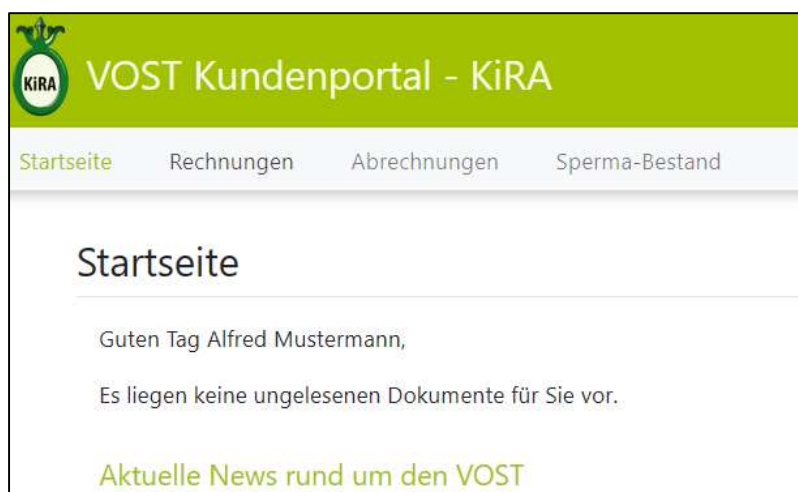 KiRA
VOST Kundenportal - KiRA
Startseite Rechnungen Abrechnungen Sperma-Bestand
Startseite
Guten Tag Alfred Mustermann,
Es liegen keine ungelesenen Dokumente für Sie vor.
Aktuelle News rund um den VOST